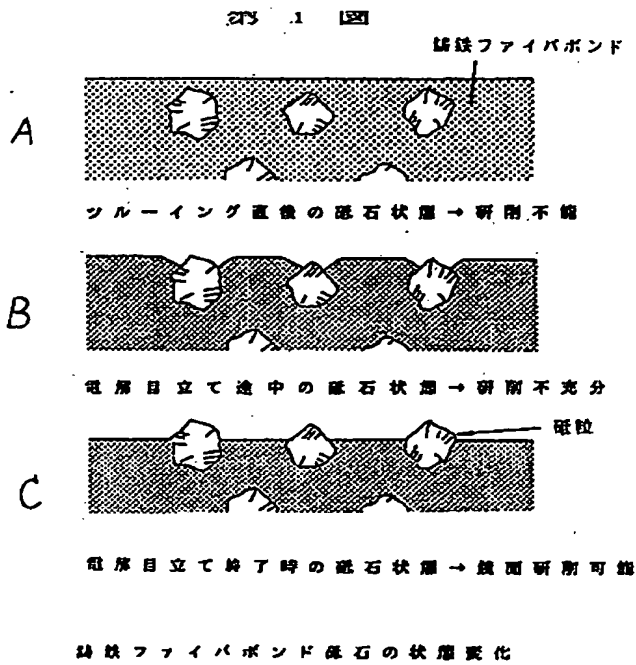 第 1 図
鋳鉄ファイバボンド
A
ツルーイング直後の砥石状態→研削不能
B
電解目立て途中の砥石状態→研削不充分
砥粒
C
電解目立て終了時の砥石状態→鏡面研削可能
鋳鉄ファイバボンド砥石の状態変化